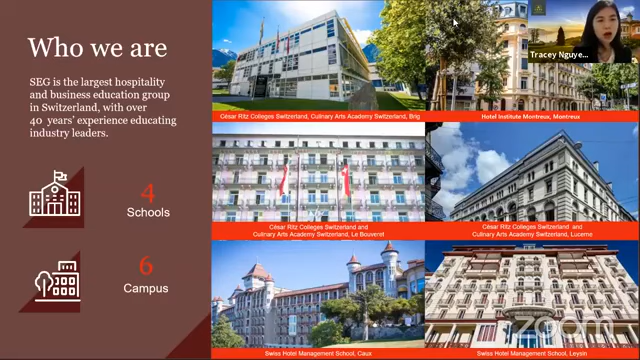 Who we are
SEG is the largest hospitality
and business education group
in Switzerland, with over
40 years' experience educating
industry leaders.
4
Schools
6
Campus
César Ritz Colleges Switzerland, Culinary Arts Academy Switzerland, Brig
Hotel Institute Montreux, Montreux
César Ritz Colleges Switzerland and
Culinary Arts Academy Switzerland, Le Bouveret
César Ritz Colleges Switzerland and
Culinary Arts Academy Switzerland, Lucerne
Swiss Hotel Management School, Caux
Swiss Hotel Management School, Leysin
Tracey Nguye...
zoom